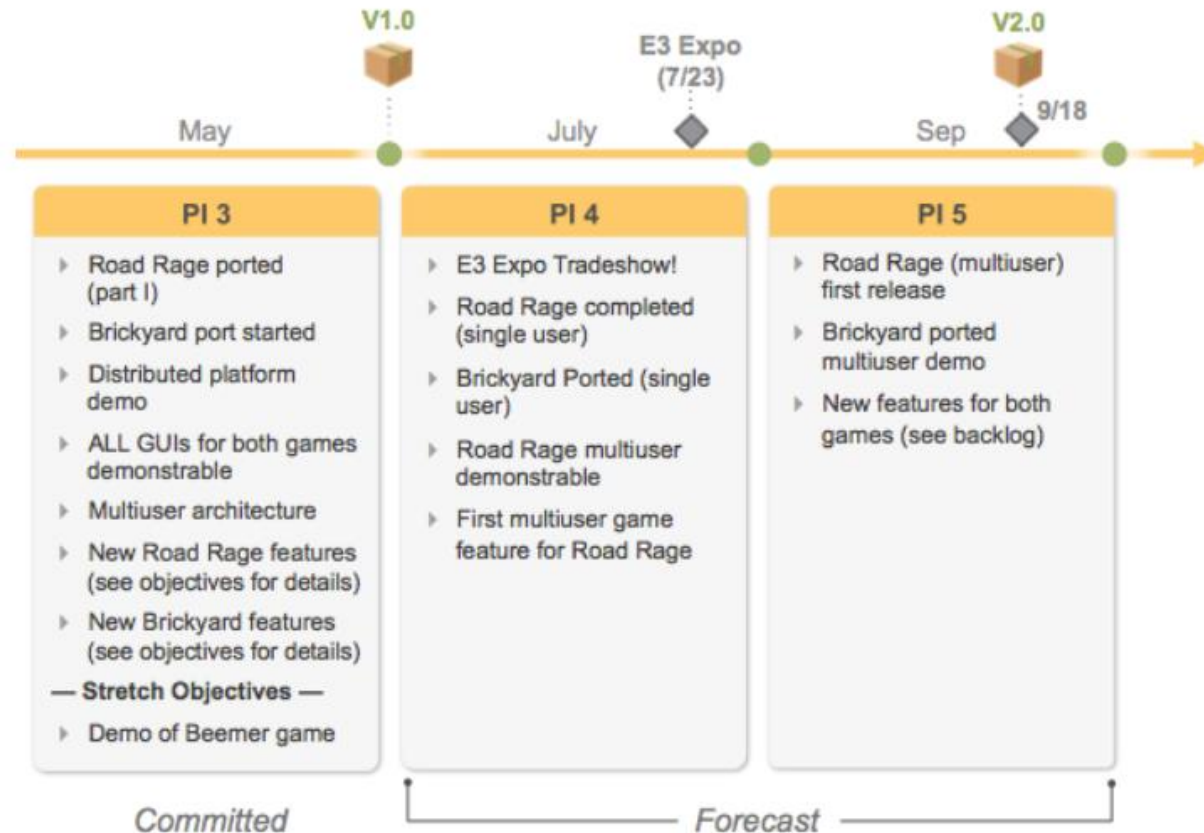 V1.0
E3 Expo
(7/23)
V2.0
9/18
May
July
Sep
PI 3
Road Rage ported
(part I)
Brickyard port started
Distributed platform
demo
ALL GUIs for both games
demonstrable
Multiuser architecture
New Road Rage features
(see objectives for details)
New Brickyard features
(see objectives for details)
— Stretch Objectives —
Demo of Beemer game
PI 4
E3 Expo Tradeshow!
Road Rage completed
(single user)
Brickyard Ported (single
user)
Road Rage multiuser
demonstrable
First multiuser game
feature for Road Rage
PI 5
Road Rage (multiuser)
first release
Brickyard ported
multiuser demo
New features for both
games (see backlog)
Committed
Forecast